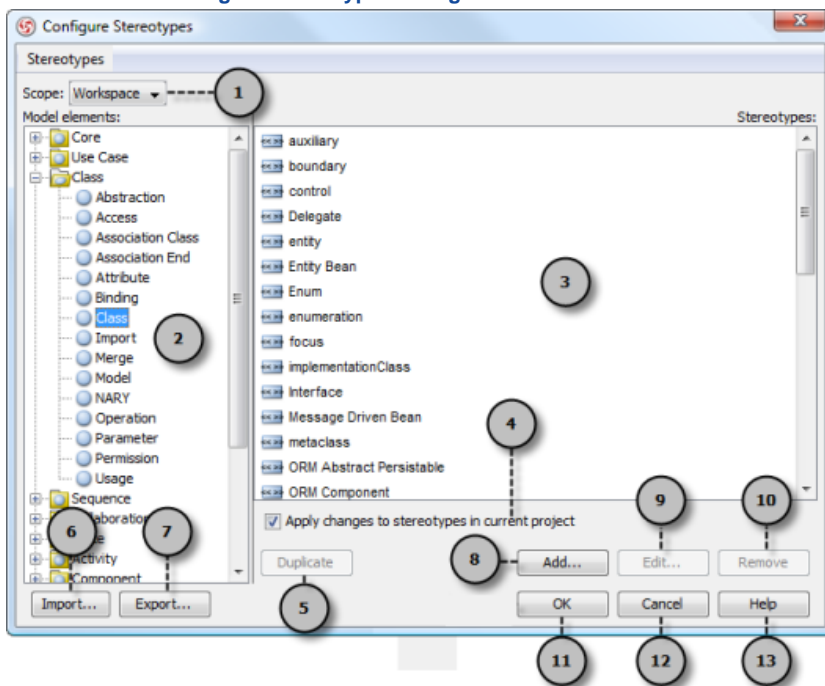 Configure Stereotypes
Stereotypes
Scope: Workspace
1
Model elements:
Stereotypes:
Core
Use Case
Class
Abstraction
Access
Association Class
Association End
Attribute
Binding
Class
Import
Merge
Model
NARY
Operation
Parameter
Permission
Usage
Sequence
Activity
Component
2
auxiliary
boundary
control
Delegate
entity
Entity Bean
Enum
enumeration
focus
implementationClass
Interface
Message Driven Bean
metaclass
ORM Abstract Persistable
ORM Component
3
4
Apply changes to stereotypes in current project
6
7
8
9
10
Duplicate
Add...
Edit...
Remove
5
Import...
Export...
OK
Cancel
Help
11
12
13